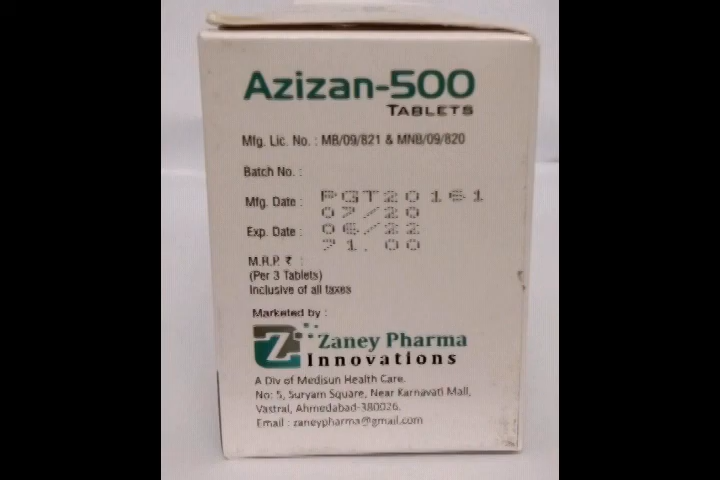 Azizan-500
TABLETS
Mfg. Lic. No. : MB/09/821 & MNB/09/820
Batch No. :
PGT20161
Mfg. Date :
07/20
Exp. Date :
06/22
71.00
M.R.P. ₹ :
(Per 3 Tablets)
Inclusive of all taxes
Marketed by :
Z
Zaney Pharma
Innovations
A Div of Medisun Health Care.
No: 5, Suryam Square, Near Karnavati Mall,
Vastral, Ahmedabad-380026.
Email : zaneypharma@gmail.com